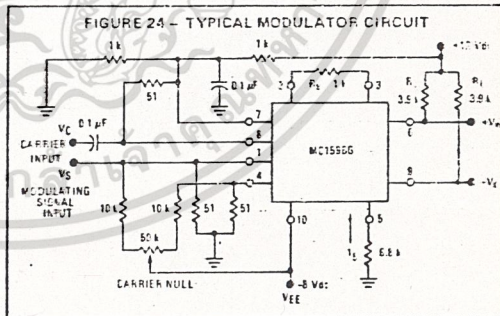 FIGURE 24 – TYPICAL MODULATOR CIRCUIT
1 k
1 k
+12 Vdc
51
0.1 µF
2
Re
1 k
3
RL
3.9 k
RL
3.9 k
VC
0.1 µF
CARRIER
INPUT
7
8
MC1596G
6
+Vo
VS
MODULATING
SIGNAL
INPUT
1
4
9
-Vo
10 k
10 k
51
51
10
5
50 k
I5
6.8 k
CARRIER NULL
-8 Vdc
VEE